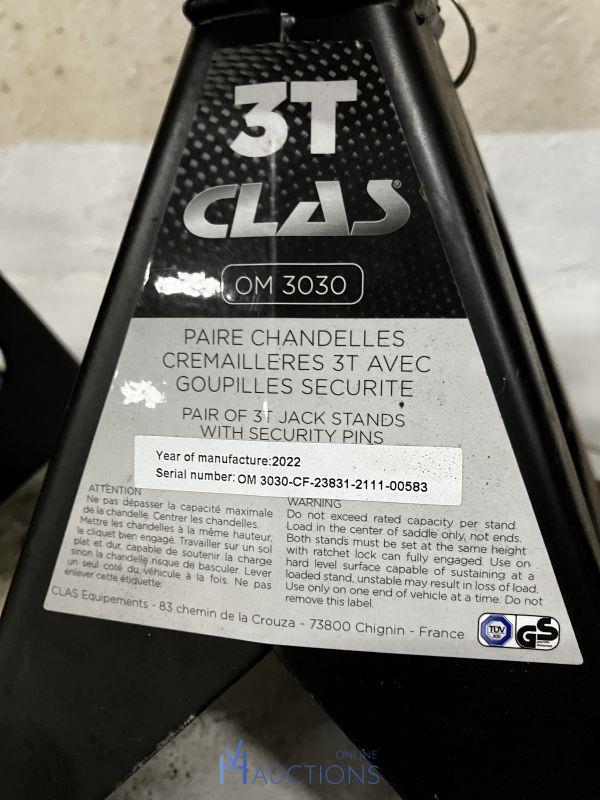 3T
CLAS®
OM 3030
PAIRE CHANDELLES
CREMAILLERES 3T AVEC
GOUPILLES SECURITE
PAIR OF 3T JACK STANDS
WITH SECURITY PINS
Year of manufacture:2022
Serial number: OM 3030-CF-23831-2111-00583
ATTENTION
Ne pas dépasser la capacité maximale
de la chandelle. Centrer les chandelles.
Mettre les chandelles à la même hauteur,
le cliquet bien engagé. Travailler sur un sol
plat et dur, capable de soutenir la charge
sinon la chandelle risque de basculer. Lever
un seul coté du véhicule à la fois. Ne pas
enlever cette étiquette.
WARNING
Do not exceed rated capacity per stand.
Load in the center of saddle only, not ends.
Both stands must be set at the same height
with ratchet lock fully engaged. Use on
hard level surface capable of sustaining a
loaded stand, unstable may result in loss of load.
Use only on one end of vehicle at a time. Do not
remove this label.
CLAS Equipements - 83 chemin de la Crouza - 73800 Chignin - France
TÜV
SÜD
GS
ONLINE
V4AUCTIONS